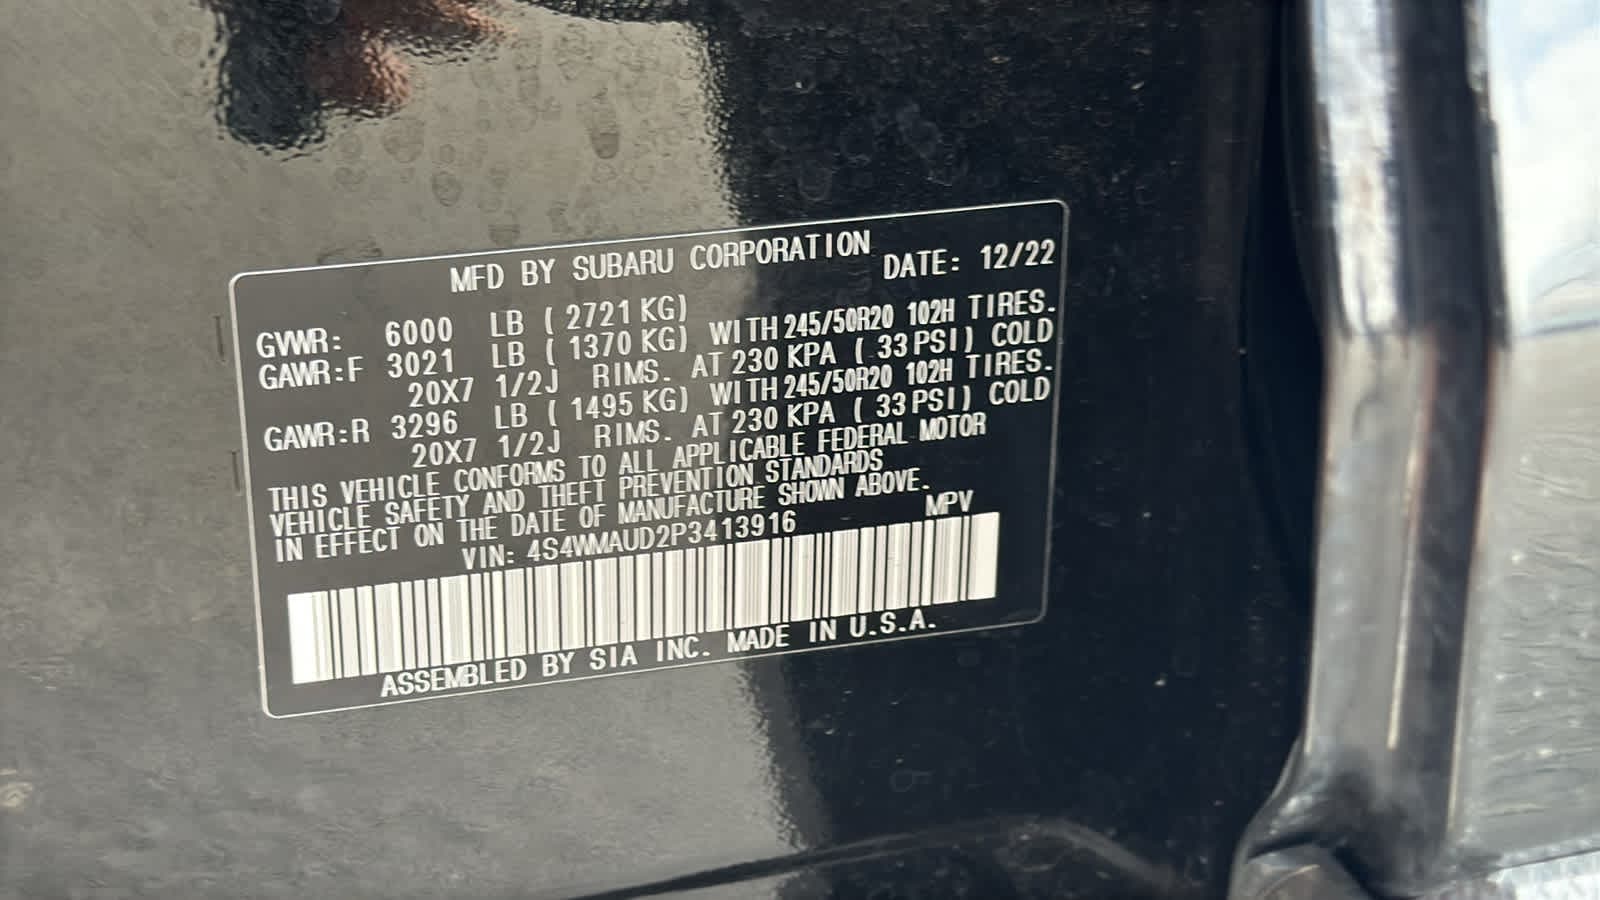 MFD BY SUBARU CORPORATION DATE: 12/22
GVWR: 6000 LB ( 2721 KG)
GAWR:F 3021 LB ( 1370 KG) WITH 245/50R20 102H TIRES.
20X7 1/2J RIMS. AT 230 KPA ( 33 PSI) COLD
GAWR:R 3296 LB ( 1495 KG) WITH 245/50R20 102H TIRES.
20X7 1/2J RIMS. AT 230 KPA ( 33 PSI) COLD
THIS VEHICLE CONFORMS TO ALL APPLICABLE FEDERAL MOTOR
VEHICLE SAFETY AND THEFT PREVENTION STANDARDS
IN EFFECT ON THE DATE OF MANUFACTURE SHOWN ABOVE.
VIN: 4S4WMAUD2P3413916 MPV
ASSEMBLED BY SIA INC. MADE IN U.S.A.